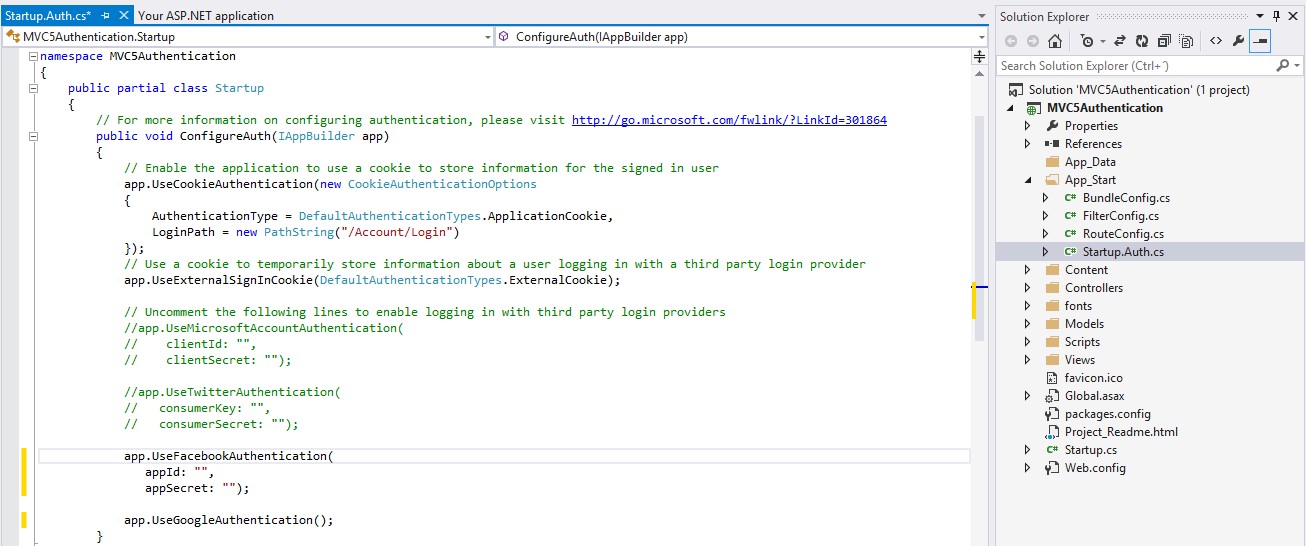 Startup.Auth.cs*
Your ASP.NET application
MVC5Authentication.Startup
ConfigureAuth(IAppBuilder app)
namespace MVC5Authentication
{
public partial class Startup
{
// For more information on configuring authentication, please visit http://go.microsoft.com/fwlink/?LinkId=301864
public void ConfigureAuth(IAppBuilder app)
{
// Enable the application to use a cookie to store information for the signed in user
app.UseCookieAuthentication(new CookieAuthenticationOptions
{
AuthenticationType = DefaultAuthenticationTypes.ApplicationCookie,
LoginPath = new PathString("/Account/Login")
});
// Use a cookie to temporarily store information about a user logging in with a third party login provider
app.UseExternalSignInCookie(DefaultAuthenticationTypes.ExternalCookie);
// Uncomment the following lines to enable logging in with third party login providers
//app.UseMicrosoftAccountAuthentication(
//    clientId: "",
//    clientSecret: "");
//app.UseTwitterAuthentication(
//   consumerKey: "",
//   consumerSecret: "");
app.UseFacebookAuthentication(
appId: "",
appSecret: "");
app.UseGoogleAuthentication();
}
Solution Explorer
Search Solution Explorer (Ctrl+´)
Solution 'MVC5Authentication' (1 project)
MVC5Authentication
Properties
References
App_Data
App_Start
C# BundleConfig.cs
C# FilterConfig.cs
C# RouteConfig.cs
C# Startup.Auth.cs
Content
Controllers
fonts
Models
Scripts
Views
favicon.ico
Global.asax
packages.config
Project_Readme.html
C# Startup.cs
Web.config